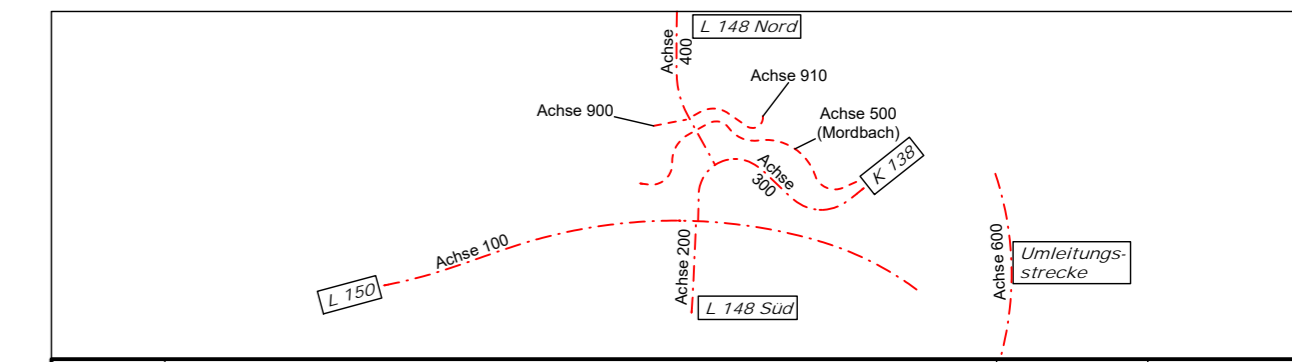 L 148 Nord
Achse
400
Achse 910
Achse 900
Achse 500
(Mordbach)
Achse
300
K 138
Achse 100
Achse 200
Achse 600
Umleitungs-
strecke
L 150
L 148 Süd